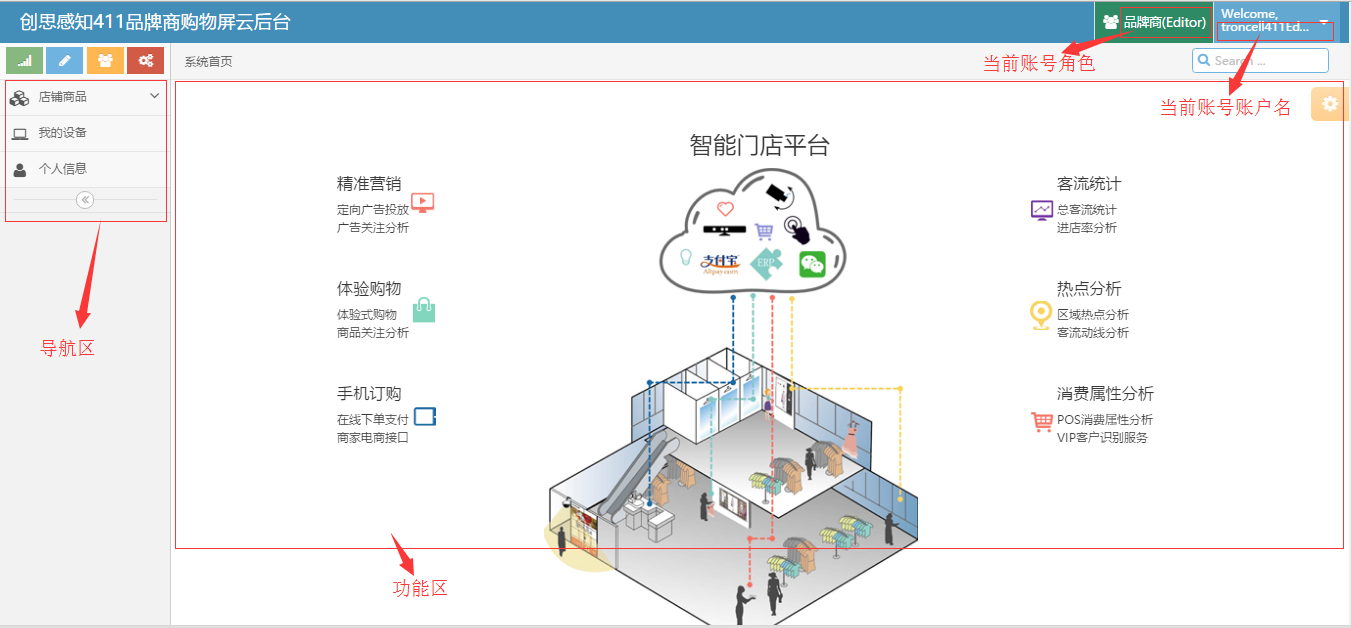 创思感知411品牌商购物屏云后台
品牌商(Editor)
Welcome,
troncell411Ed...
系统首页
当前账号角色
Search ...
当前账号账户名
店铺商品
我的设备
个人信息
导航区
智能门店平台
精准营销
定向广告投放
广告关注分析
体验购物
体验式购物
商品关注分析
手机订购
在线下单支付
商家电商接口
支付宝
Alipay.com
ERP
客流统计
总客流统计
进店率分析
热点分析
区域热点分析
客流动线分析
消费属性分析
POS消费属性分析
VIP客户识别服务
功能区